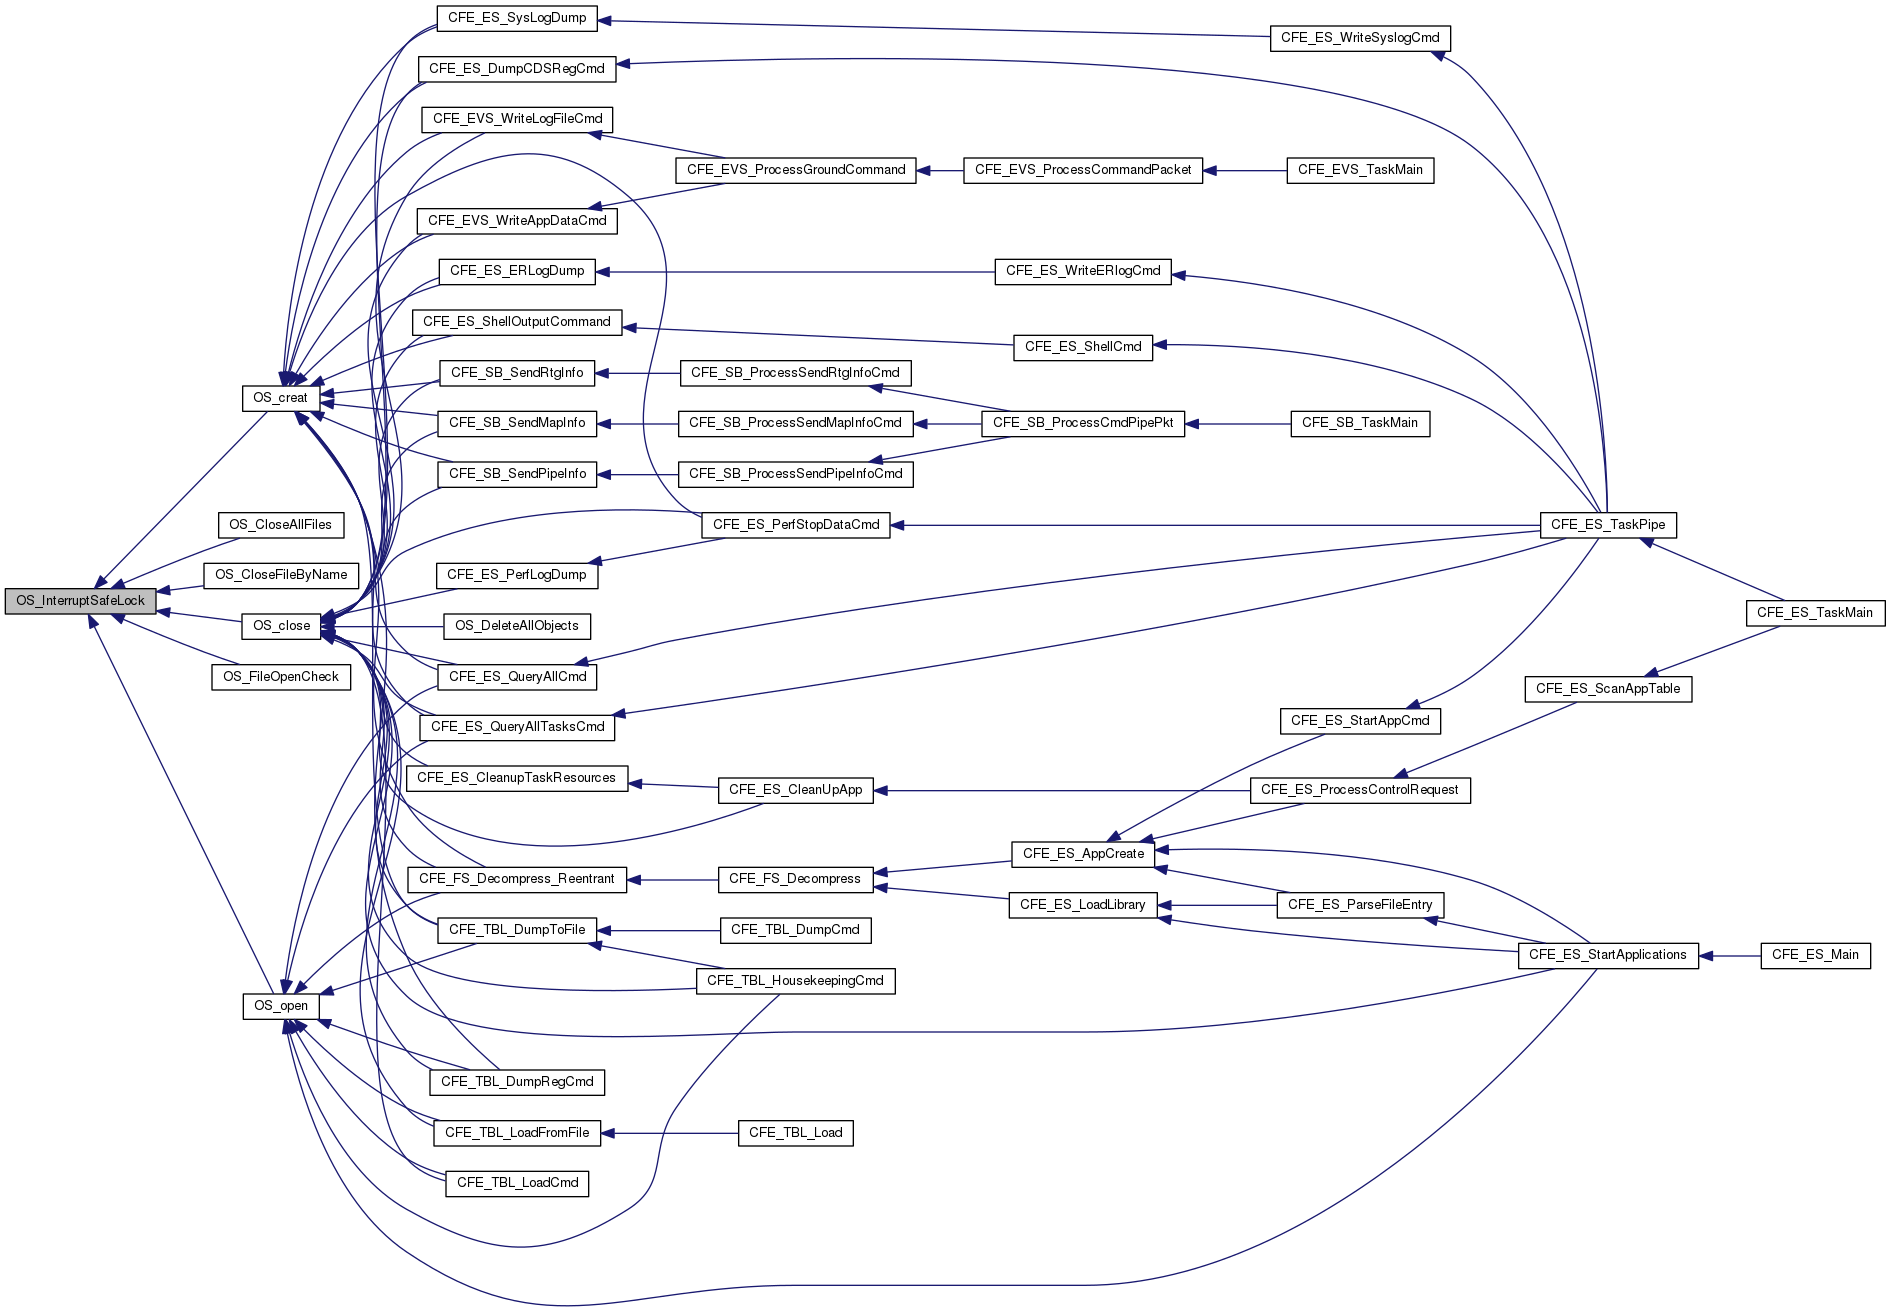 CFE_ES_SysLogDump
CFE_ES_WriteSyslogCmd
CFE_ES_DumpCDSRegCmd
CFE_EVS_WriteLogFileCmd
CFE_EVS_ProcessGroundCommand
CFE_EVS_ProcessCommandPacket
CFE_EVS_TaskMain
CFE_EVS_WriteAppDataCmd
CFE_ES_ERLogDump
CFE_ES_WriteERlogCmd
CFE_ES_ShellOutputCommand
CFE_ES_ShellCmd
CFE_SB_SendRtgInfo
CFE_SB_ProcessSendRtgInfoCmd
OS_creat
CFE_SB_SendMapInfo
CFE_SB_ProcessSendMapInfoCmd
CFE_SB_ProcessCmdPipePkt
CFE_SB_TaskMain
CFE_SB_SendPipeInfo
CFE_SB_ProcessSendPipeInfoCmd
OS_CloseAllFiles
CFE_ES_PerfStopDataCmd
CFE_ES_TaskPipe
OS_CloseFileByName
CFE_ES_PerfLogDump
OS_InterruptSafeLock
CFE_ES_TaskMain
OS_close
OS_DeleteAllObjects
OS_FileOpenCheck
CFE_ES_QueryAllCmd
CFE_ES_ScanAppTable
CFE_ES_QueryAllTasksCmd
CFE_ES_StartAppCmd
CFE_ES_CleanupTaskResources
CFE_ES_CleanUpApp
CFE_ES_ProcessControlRequest
CFE_ES_AppCreate
CFE_FS_Decompress_Reentrant
CFE_FS_Decompress
CFE_ES_LoadLibrary
CFE_ES_ParseFileEntry
CFE_TBL_DumpToFile
CFE_TBL_DumpCmd
CFE_ES_StartApplications
CFE_ES_Main
CFE_TBL_HousekeepingCmd
OS_open
CFE_TBL_DumpRegCmd
CFE_TBL_LoadFromFile
CFE_TBL_Load
CFE_TBL_LoadCmd